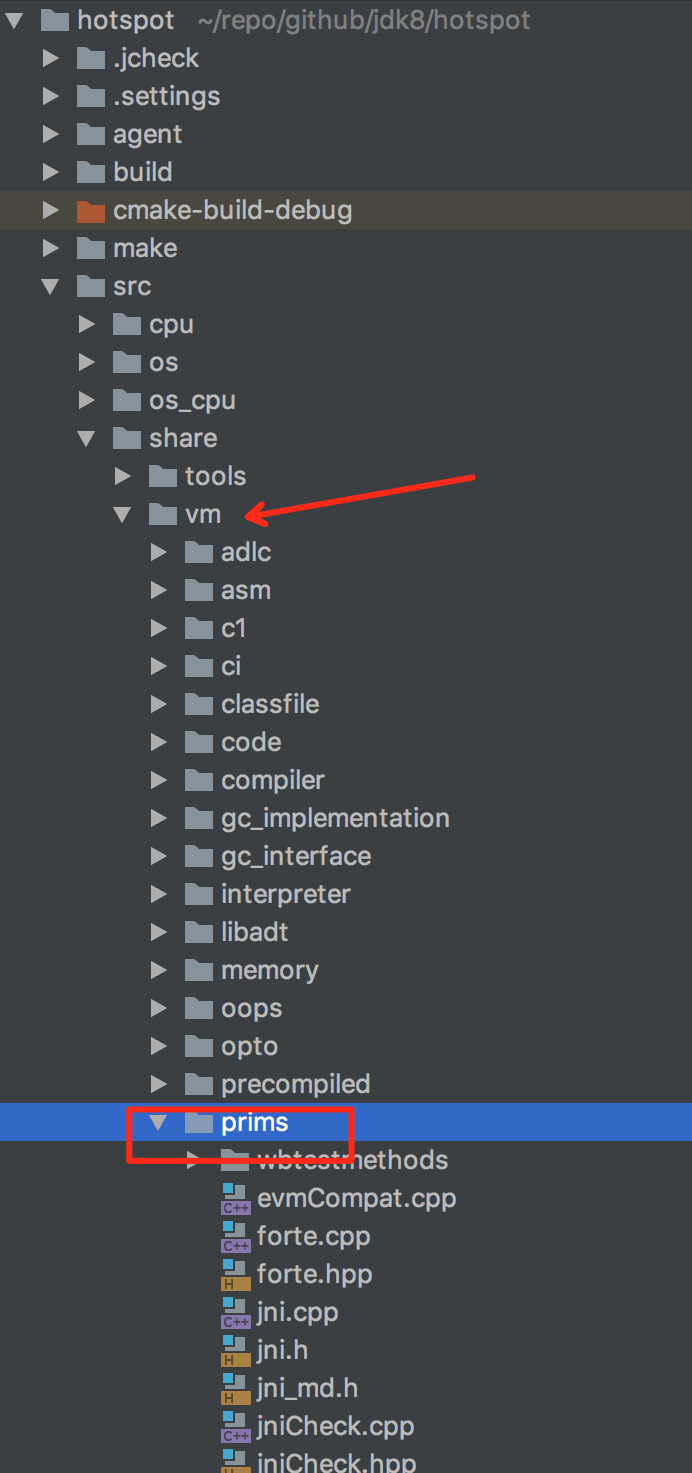 hotspot ~/repo/github/jdk8/hotspot
.jcheck
.settings
agent
build
cmake-build-debug
make
src
cpu
os
os_cpu
share
tools
vm
adlc
asm
c1
ci
classfile
code
compiler
gc_implementation
gc_interface
interpreter
libadt
memory
oops
opto
precompiled
prims
wbtestmethods
C++ evmCompat.cpp
C++ forte.cpp
H forte.hpp
C++ jni.cpp
H jni.h
H jni_md.h
C++ jniCheck.cpp
H jniCheck.hpp